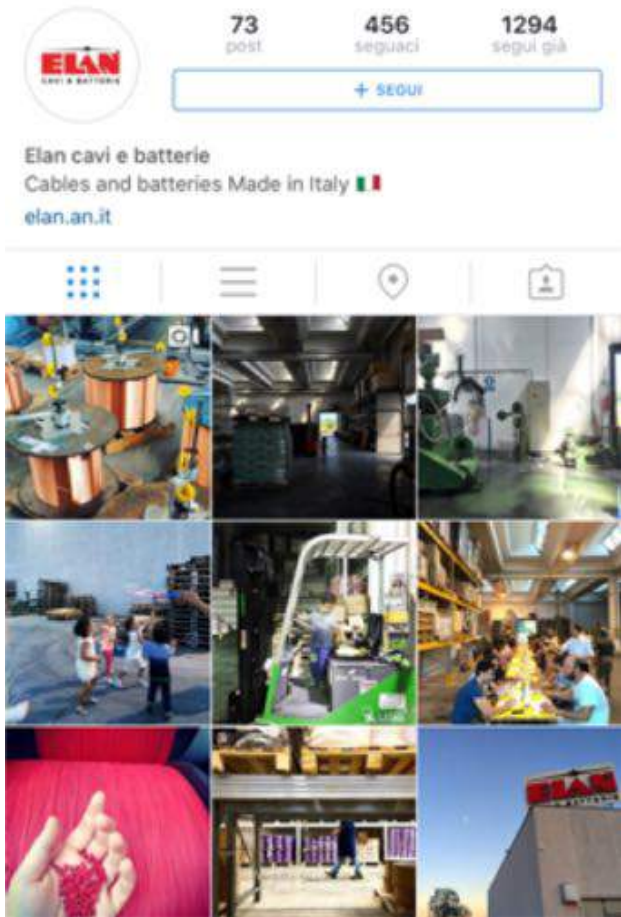 73 456 1294
post seguaci segui già
ELAN
CAVI E BATTERIE
+ SEGUI
Elan cavi e batterie
Cables and batteries Made in Italy
elan.an.it
ELAN